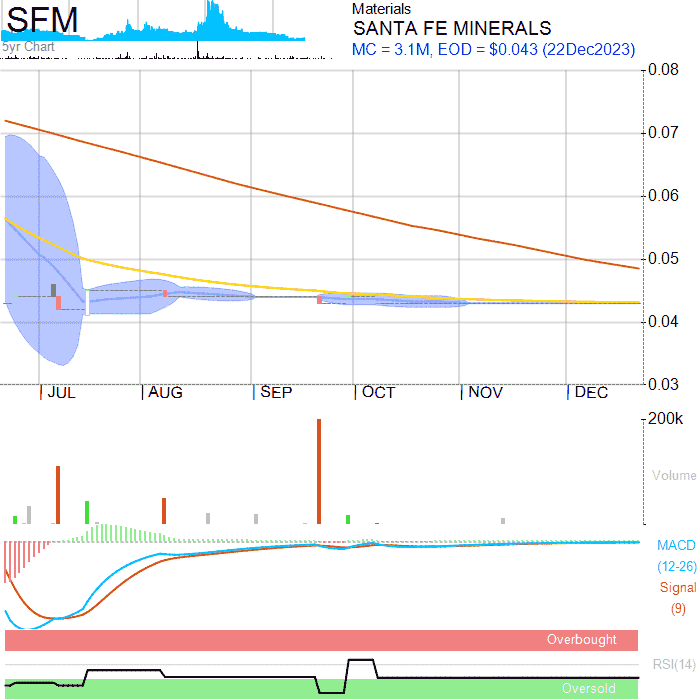 SFM
5yr Chart
Materials
SANTA FE MINERALS
MC = 3.1M, EOD = $0.043 (22Dec2023)
0.08
0.07
0.06
0.05
0.04
0.03
JUL AUG SEP OCT NOV DEC
200k
Volume
MACD
(12-26)
Signal
(9)
Overbought
RSI(14)
Oversold